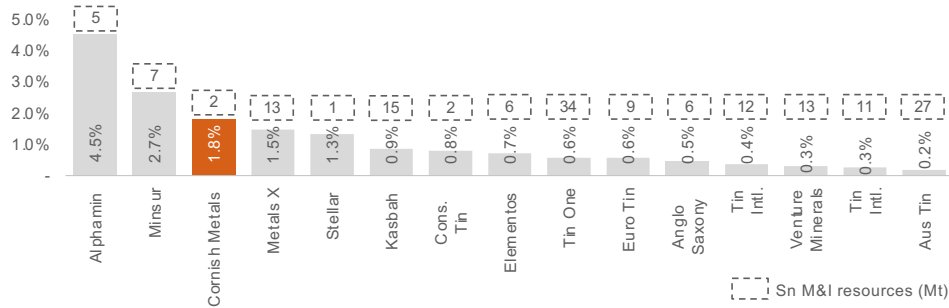 5.0%
4.0%
3.0%
2.0%
1.0%
-
5
7
2
13
1
15
2
6
34
9
6
12
13
11
27
4.5%
2.7%
1.8%
1.5%
1.3%
0.9%
0.8%
0.7%
0.6%
0.6%
0.5%
0.4%
0.3%
0.3%
0.2%
Alphamin
Minsur
Cornish Metals
Metals X
Stellar
Kasbah
Cons.
Tin
Elementos
Tin One
Euro Tin
Anglo
Saxony
Tin
Intl.
Venture
Minerals
Tin
Intl.
Aus Tin
Sn M&I resources (Mt)